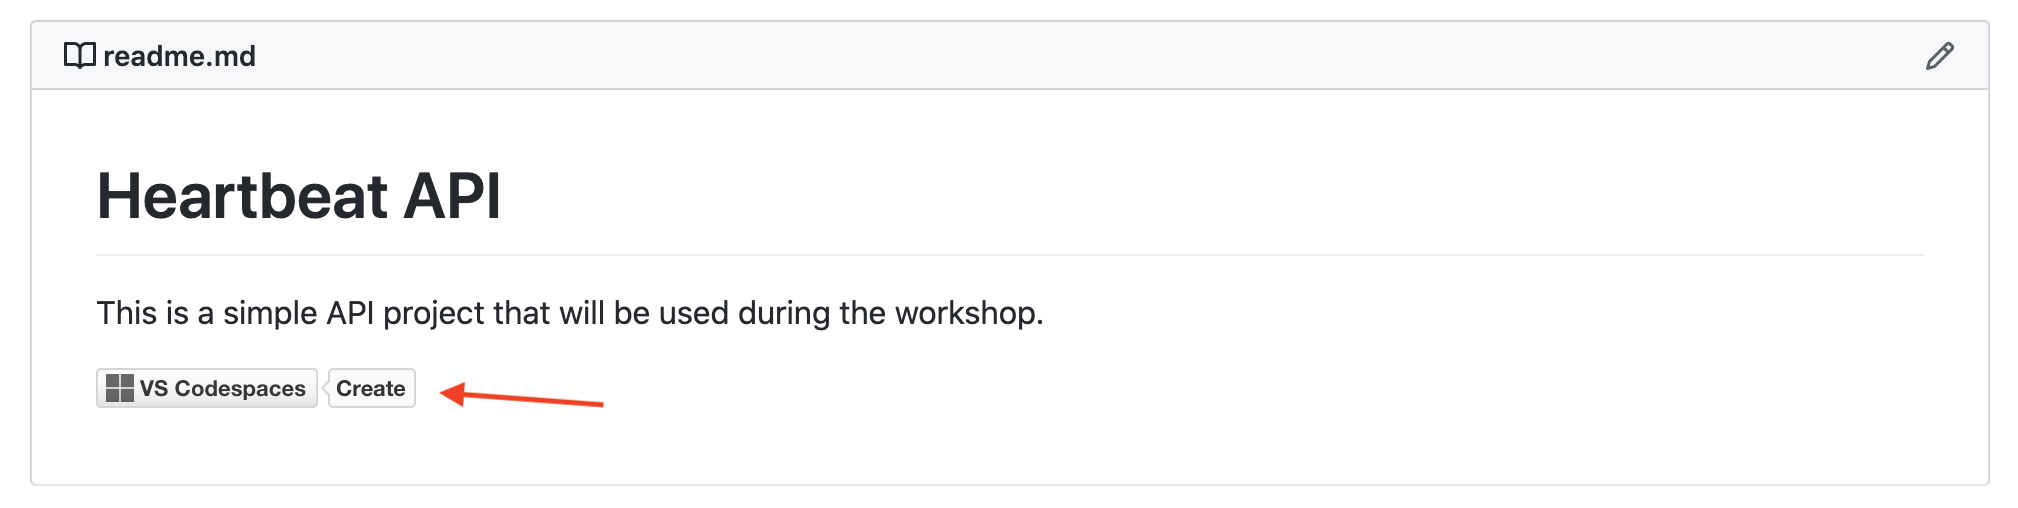 readme.md
Heartbeat API
This is a simple API project that will be used during the workshop.
VS Codespaces Create